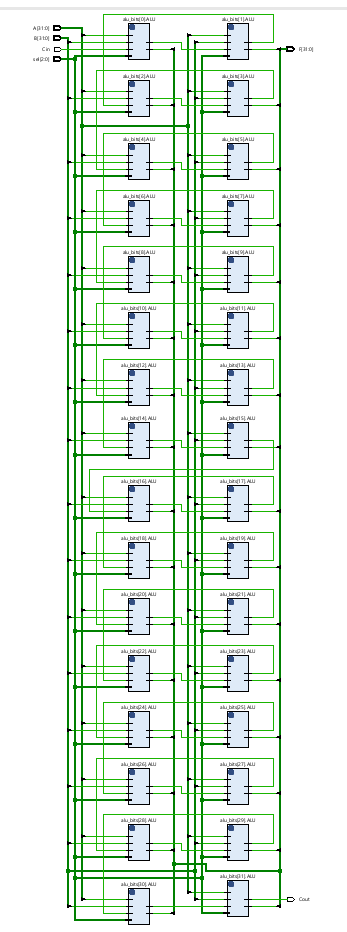 alu_bits[0].ALU alu_bits[1].ALU
A[31:0]
B[31:0]
Cin F[31:0]
sel[2:0]
alu_bits[2].ALU alu_bits[3].ALU
alu_bits[4].ALU alu_bits[5].ALU
alu_bits[6].ALU alu_bits[7].ALU
alu_bits[8].ALU alu_bits[9].ALU
alu_bits[10].ALU alu_bits[11].ALU
alu_bits[12].ALU alu_bits[13].ALU
alu_bits[14].ALU alu_bits[15].ALU
alu_bits[16].ALU alu_bits[17].ALU
alu_bits[18].ALU alu_bits[19].ALU
alu_bits[20].ALU alu_bits[21].ALU
alu_bits[22].ALU alu_bits[23].ALU
alu_bits[24].ALU alu_bits[25].ALU
alu_bits[26].ALU alu_bits[27].ALU
alu_bits[28].ALU alu_bits[29].ALU
alu_bits[30].ALU alu_bits[31].ALU
Cout